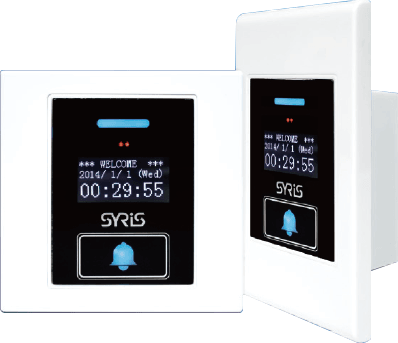 *** WELCOME ***
2014/ 1/ 1 (Wed)
00:29:55
SYRIS
*** WELCOME ***
2014/ 1/ 1 (Wed)
00:29:55
SYRIS